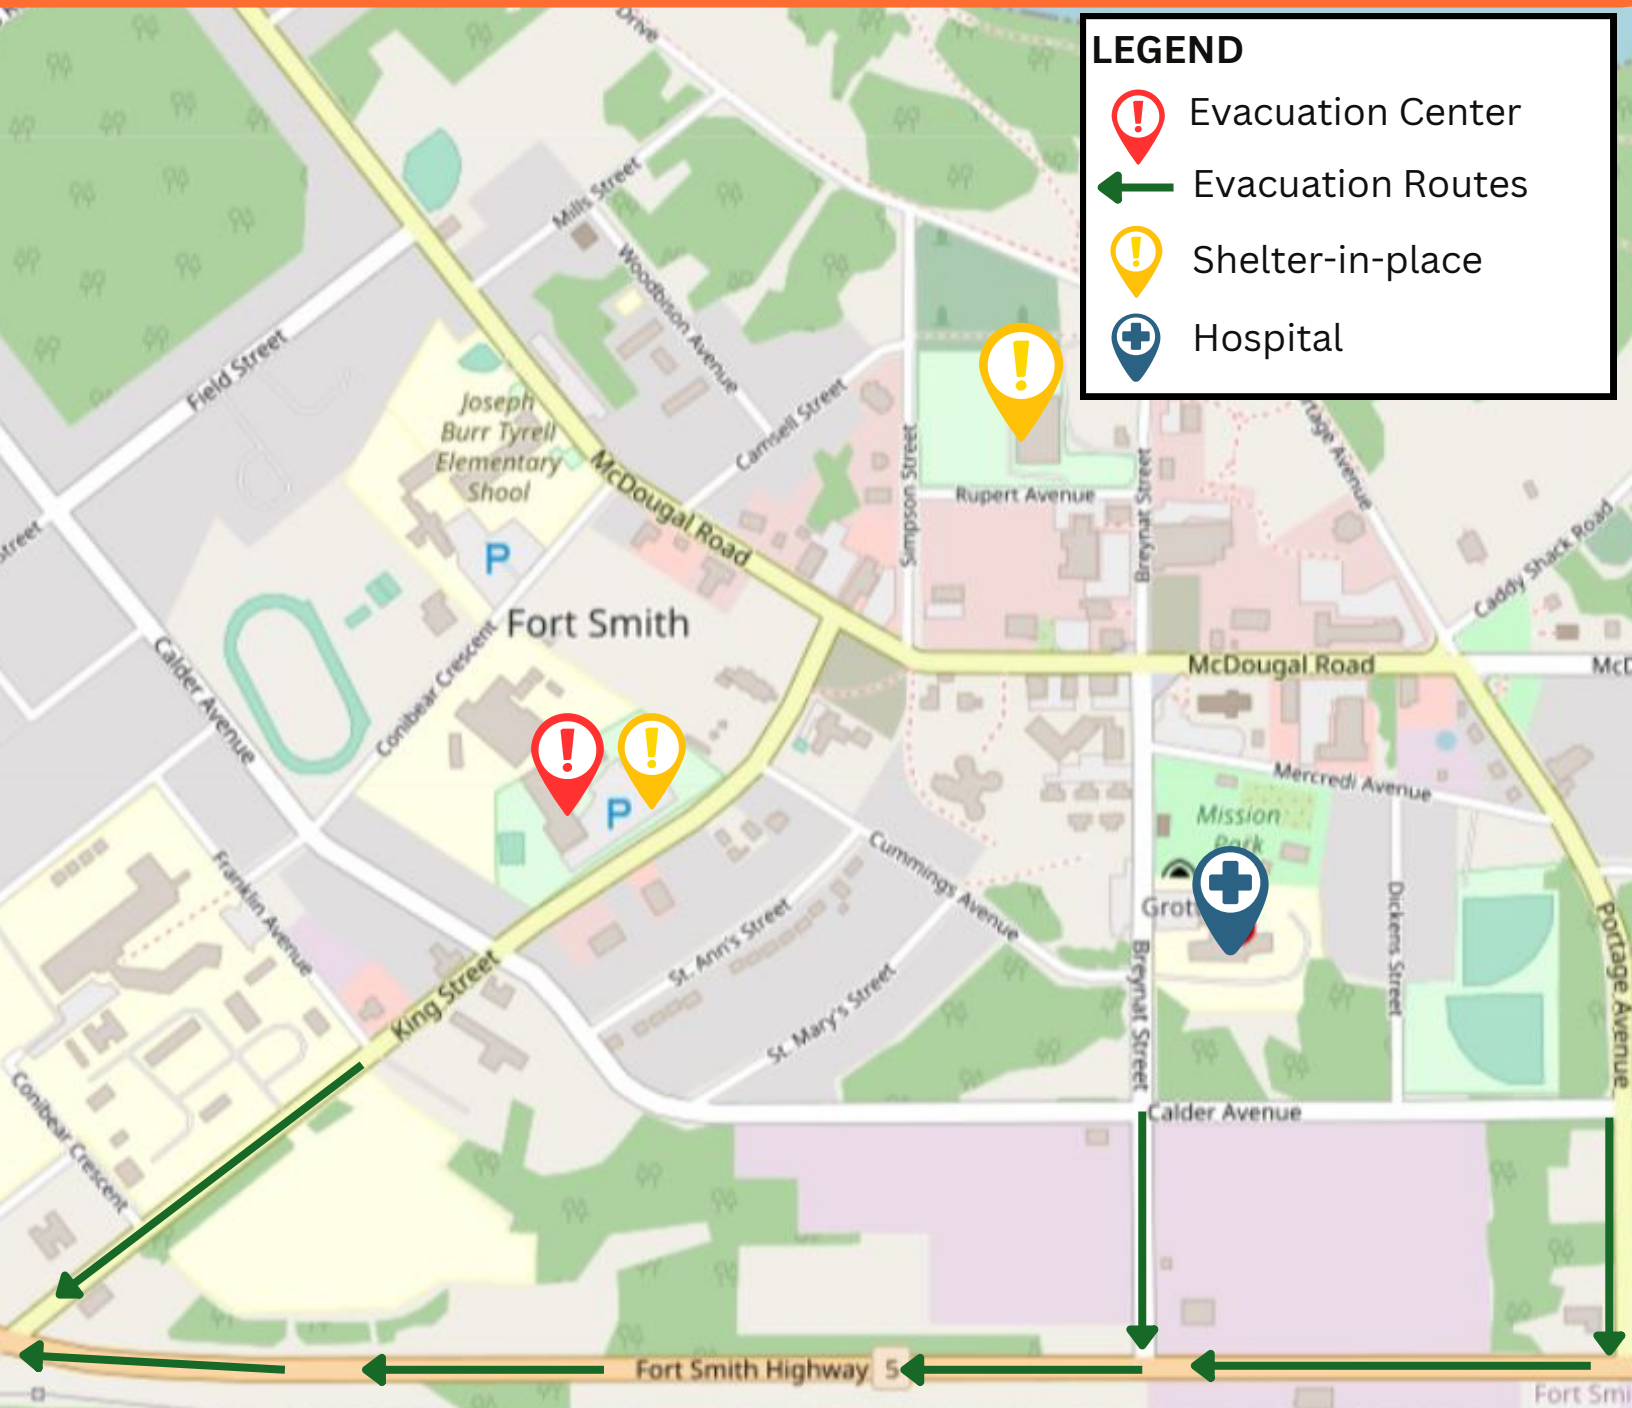 LEGEND
Evacuation Center
Evacuation Routes
Shelter-in-place
Hospital
Drive
Mills Street
Woodbison Avenue
Field Street
Camsell Street
Joseph
Burr Tyrell
Elementary
Shool
McDougal Road
Simpson Street
Rupert Avenue
Breynat Street
rtage Avenue
Caddy Shack Road
treet
P
Fort Smith
Conibear Crescent
Calder Avenue
McDougal Road
McD
Mercredi Avenue
Mission
Park
P
Cummings Avenue
Franklin Avenue
St. Ann's Street
St. Mary's Street
Grot
Dickens Street
Portage Avenue
Breynat Street
King Street
Conibear Crescent
Calder Avenue
Fort Smith Highway 5
Fort Smi